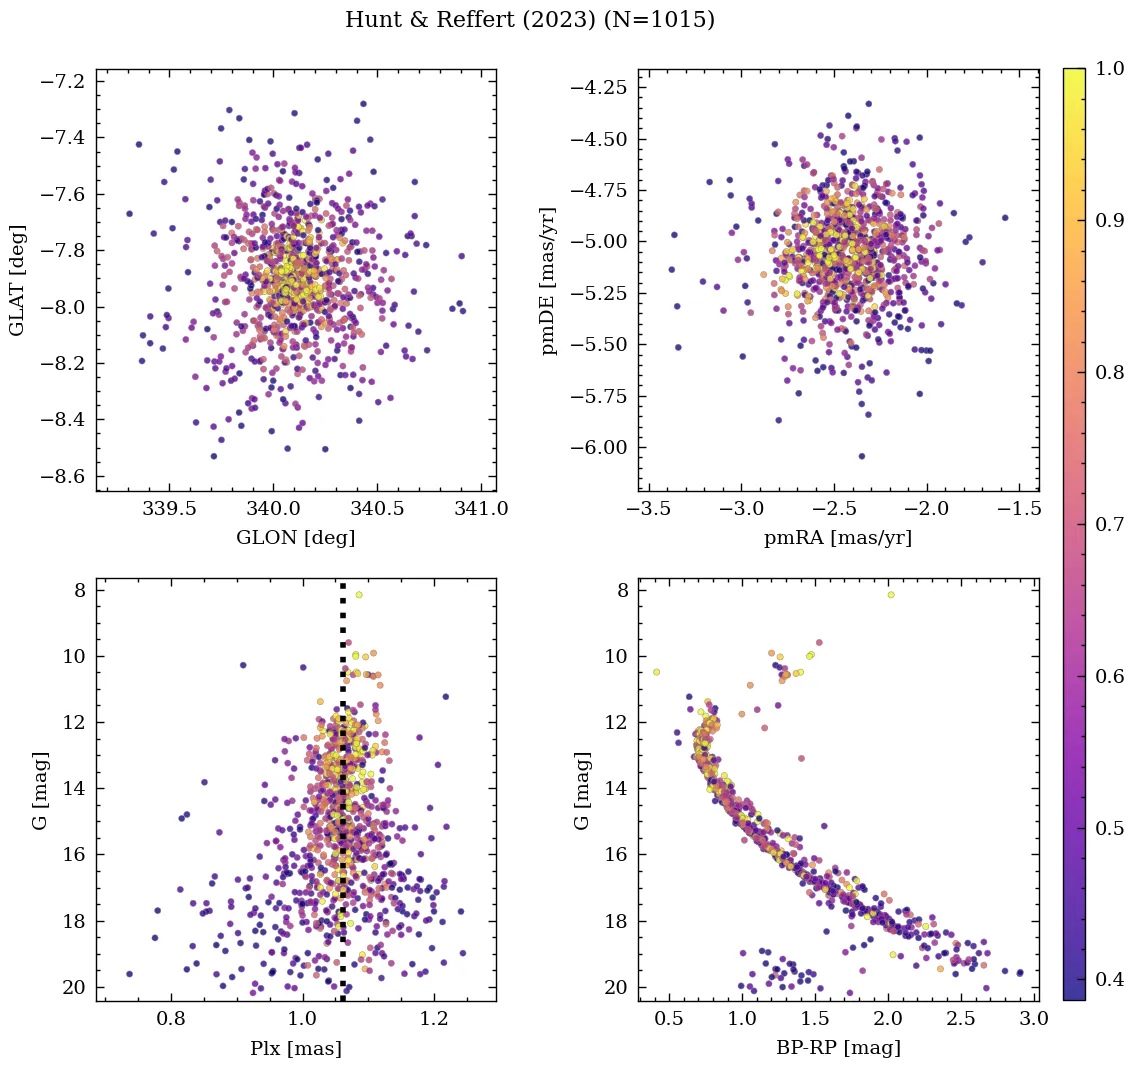 Hunt & Reffert (2023) (N=1015)
−7.2
−7.4
−7.6
−7.8
−8.0
−8.2
−8.4
−8.6
GLAT [deg]
339.5 340.0 340.5 341.0
GLON [deg]
−4.25
−4.50
−4.75
−5.00
−5.25
−5.50
−5.75
−6.00
pmDE [mas/yr]
−3.5 −3.0 −2.5 −2.0 −1.5
pmRA [mas/yr]
8
10
12
14
16
18
20
G [mag]
0.8 1.0 1.2
Plx [mas]
8
10
12
14
16
18
20
G [mag]
0.5 1.0 1.5 2.0 2.5 3.0
BP-RP [mag]
1.0
0.9
0.8
0.7
0.6
0.5
0.4